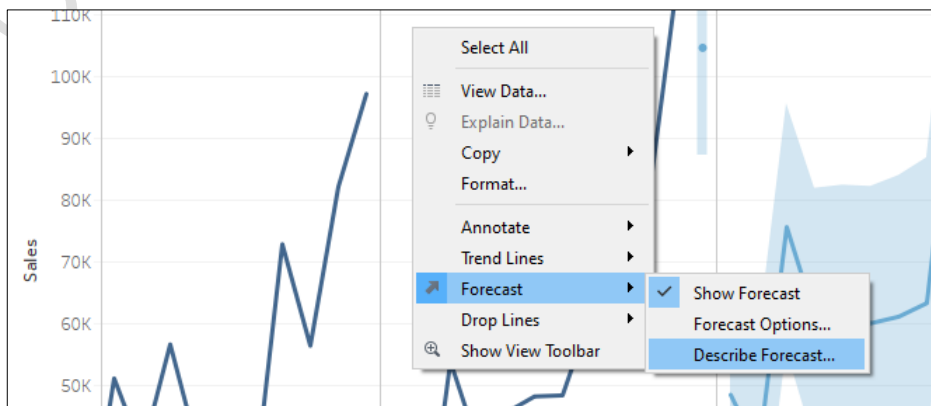 110K
100K
90K
80K
70K
60K
50K
Sales
Select All
View Data...
Explain Data...
Copy
Format...
Annotate
Trend Lines
Forecast
Drop Lines
Show View Toolbar
Show Forecast
Forecast Options...
Describe Forecast...